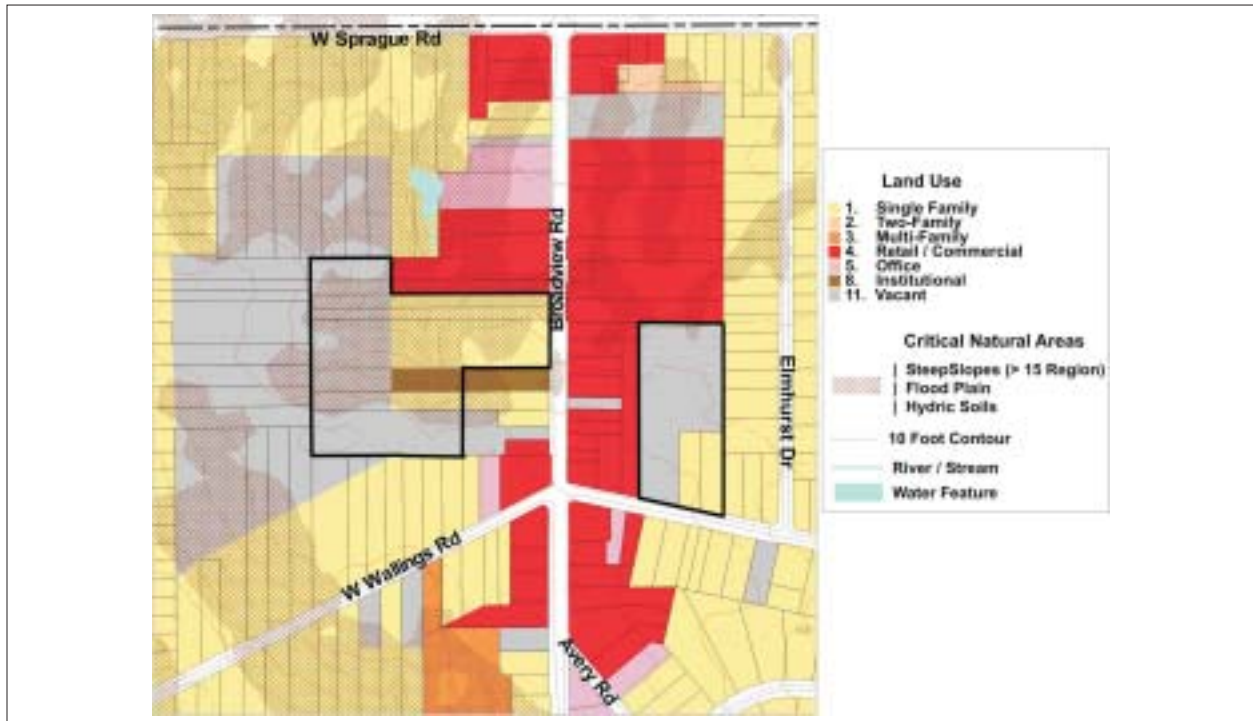 W Sprague Rd
Broadview Rd
Elmhurst Dr
W Wallings Rd
Avery Rd
Land Use
1. Single Family
2. Two-Family
3. Multi-Family
4. Retail / Commercial
5. Office
8. Institutional
11. Vacant
Critical Natural Areas
| SteepSlopes (> 15 Region)
| Flood Plain
| Hydric Soils
10 Foot Contour
River / Stream
Water Feature